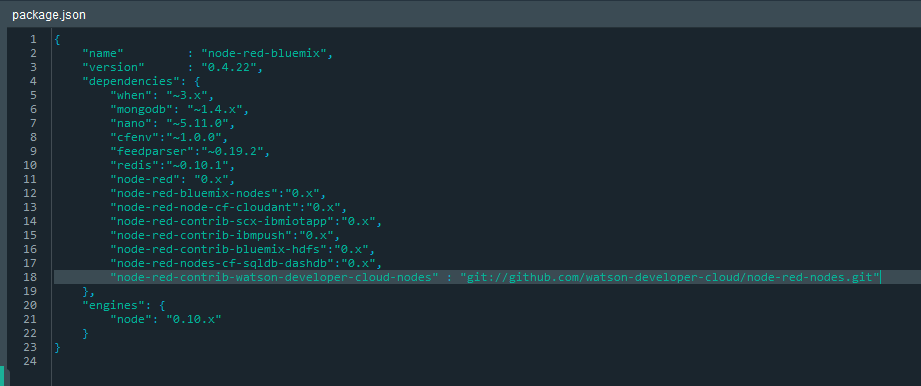 package.json
1 {
2     "name"          : "node-red-bluemix",
3     "version"       : "0.4.22",
4     "dependencies": {
5         "when": "~3.x",
6         "mongodb": "~1.4.x",
7         "nano": "~5.11.0",
8         "cfenv":"~1.0.0",
9         "feedparser":"~0.19.2",
10         "redis":"~0.10.1",
11         "node-red": "0.x",
12         "node-red-bluemix-nodes":"0.x",
13         "node-red-node-cf-cloudant":"0.x",
14         "node-red-contrib-scx-ibmiotapp":"0.x",
15         "node-red-contrib-ibmpush":"0.x",
16         "node-red-contrib-bluemix-hdfs":"0.x",
17         "node-red-nodes-cf-sqldb-dashdb":"0.x",
18         "node-red-contrib-watson-developer-cloud-nodes" : "git://github.com/watson-developer-cloud/node-red-nodes.git"
19     },
20     "engines": {
21         "node": "0.10.x"
22     }
23 }
24